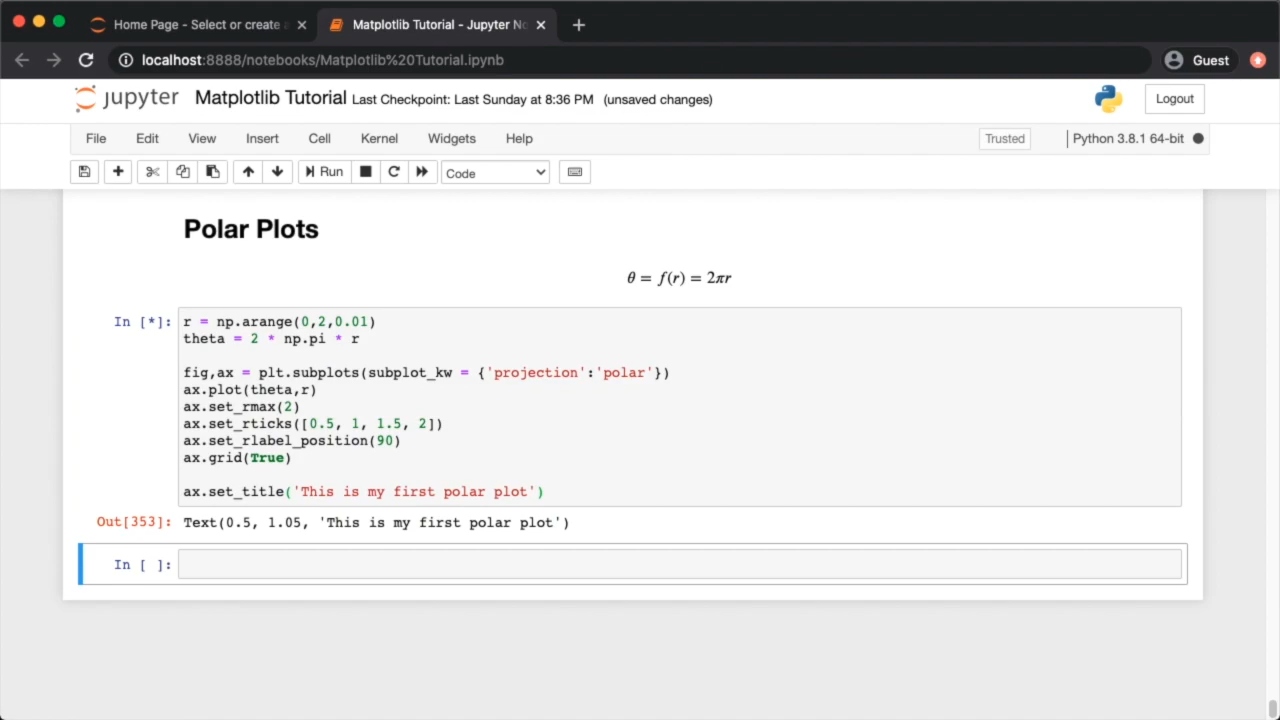 Home Page - Select or create a
Matplotlib Tutorial - Jupyter No
localhost:8888/notebooks/Matplotlib%20Tutorial.ipynb
Guest
jupyter Matplotlib Tutorial Last Checkpoint: Last Sunday at 8:36 PM (unsaved changes)
Logout
File Edit View Insert Cell Kernel Widgets Help
Trusted
Python 3.8.1 64-bit
Run
Code
Polar Plots
θ = f(r) = 2πr
In [*]:
r = np.arange(0,2,0.01)
theta = 2 * np.pi * r
fig,ax = plt.subplots(subplot_kw = {'projection':'polar'})
ax.plot(theta,r)
ax.set_rmax(2)
ax.set_rticks([0.5, 1, 1.5, 2])
ax.set_rlabel_position(90)
ax.grid(True)
ax.set_title('This is my first polar plot')
Out[353]: Text(0.5, 1.05, 'This is my first polar plot')
In [ ]: